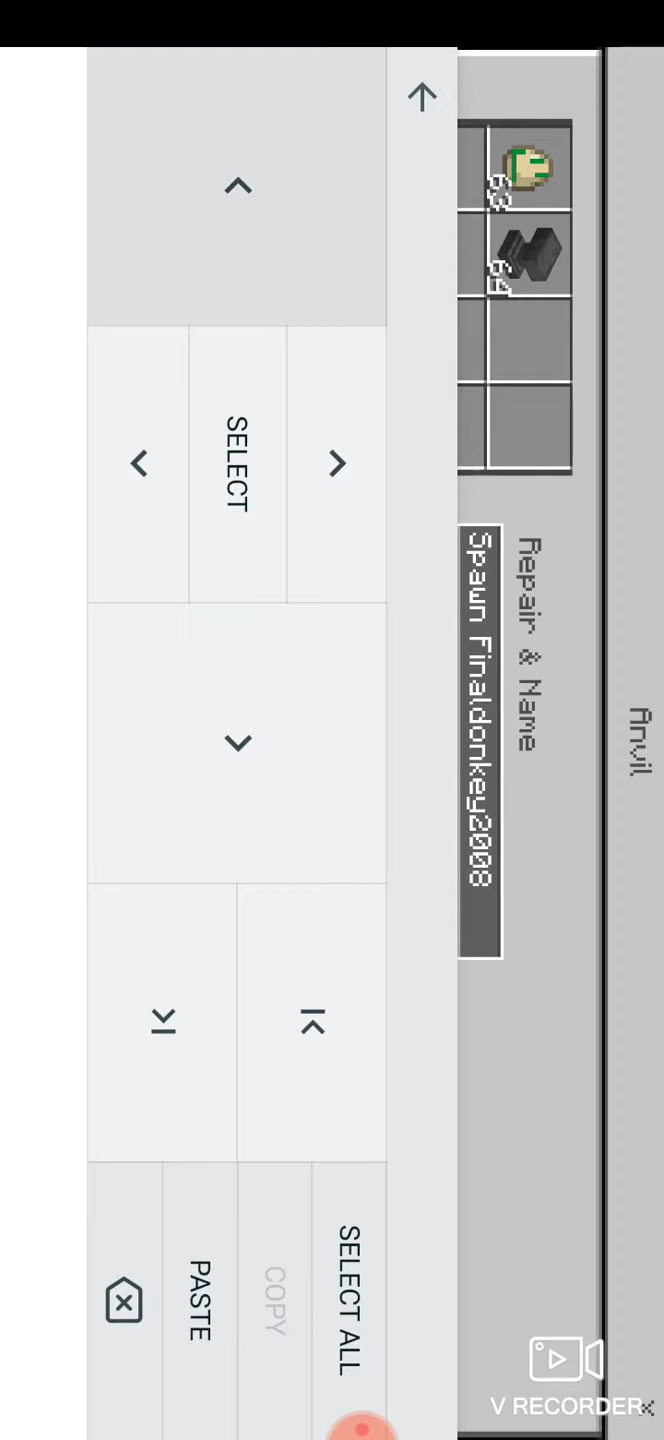 Anvil
x
Repair & Name
Spawn Finaldonkey2008
63
64
SELECT
SELECT ALL
COPY
PASTE
V RECORDER